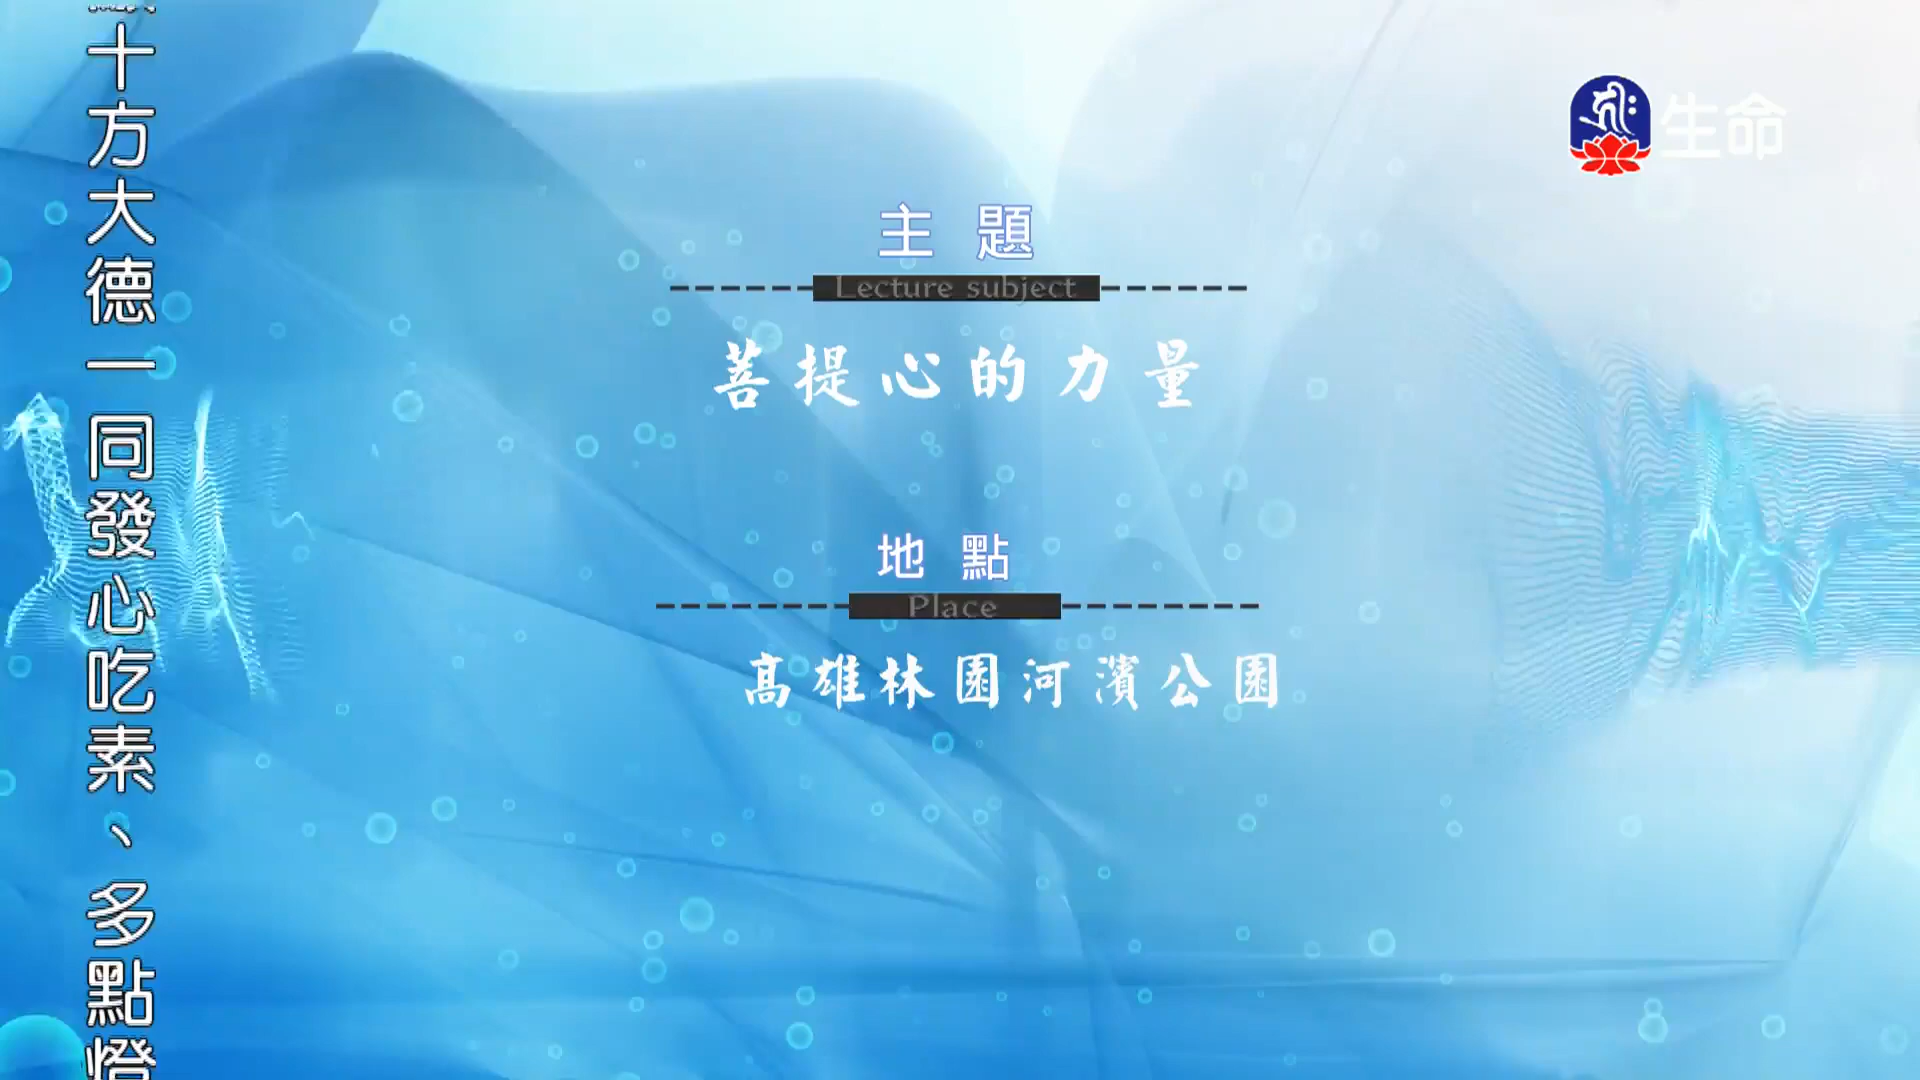 生命
主題
Lecture subject
菩提心的力量
地點
Place
高雄林園河濱公園
十方大德一同發心吃素、多點燈